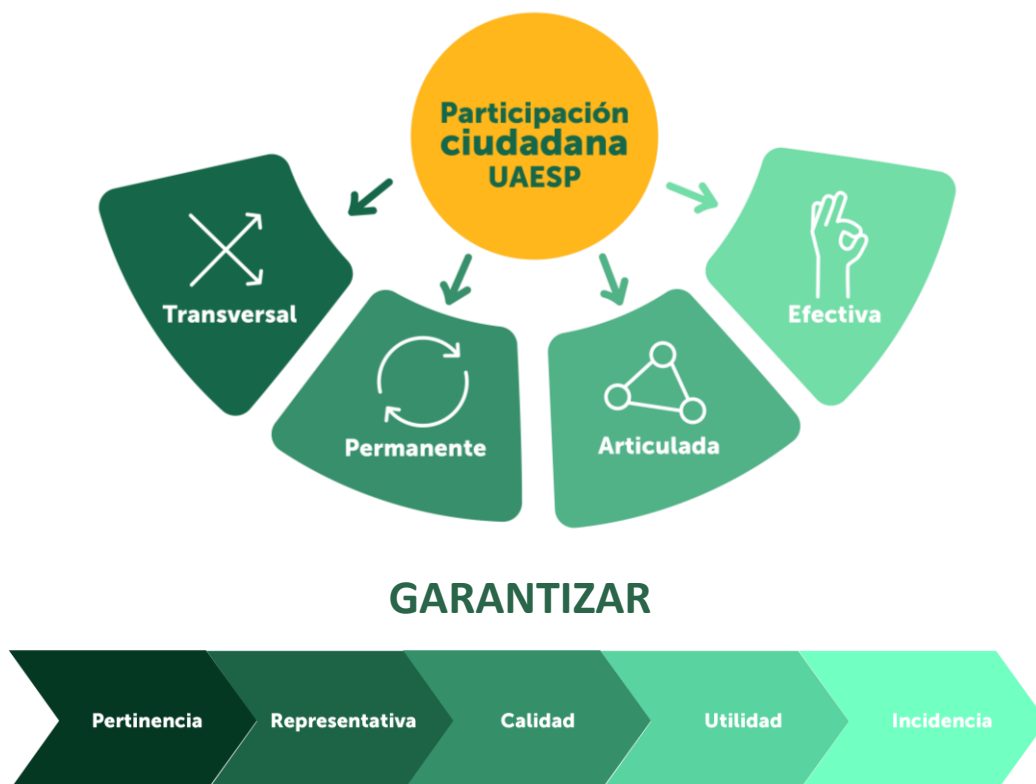 Participación
ciudadana
UAESP
Transversal
Permanente
Articulada
Efectiva
GARANTIZAR
Pertinencia
Representativa
Calidad
Utilidad
Incidencia